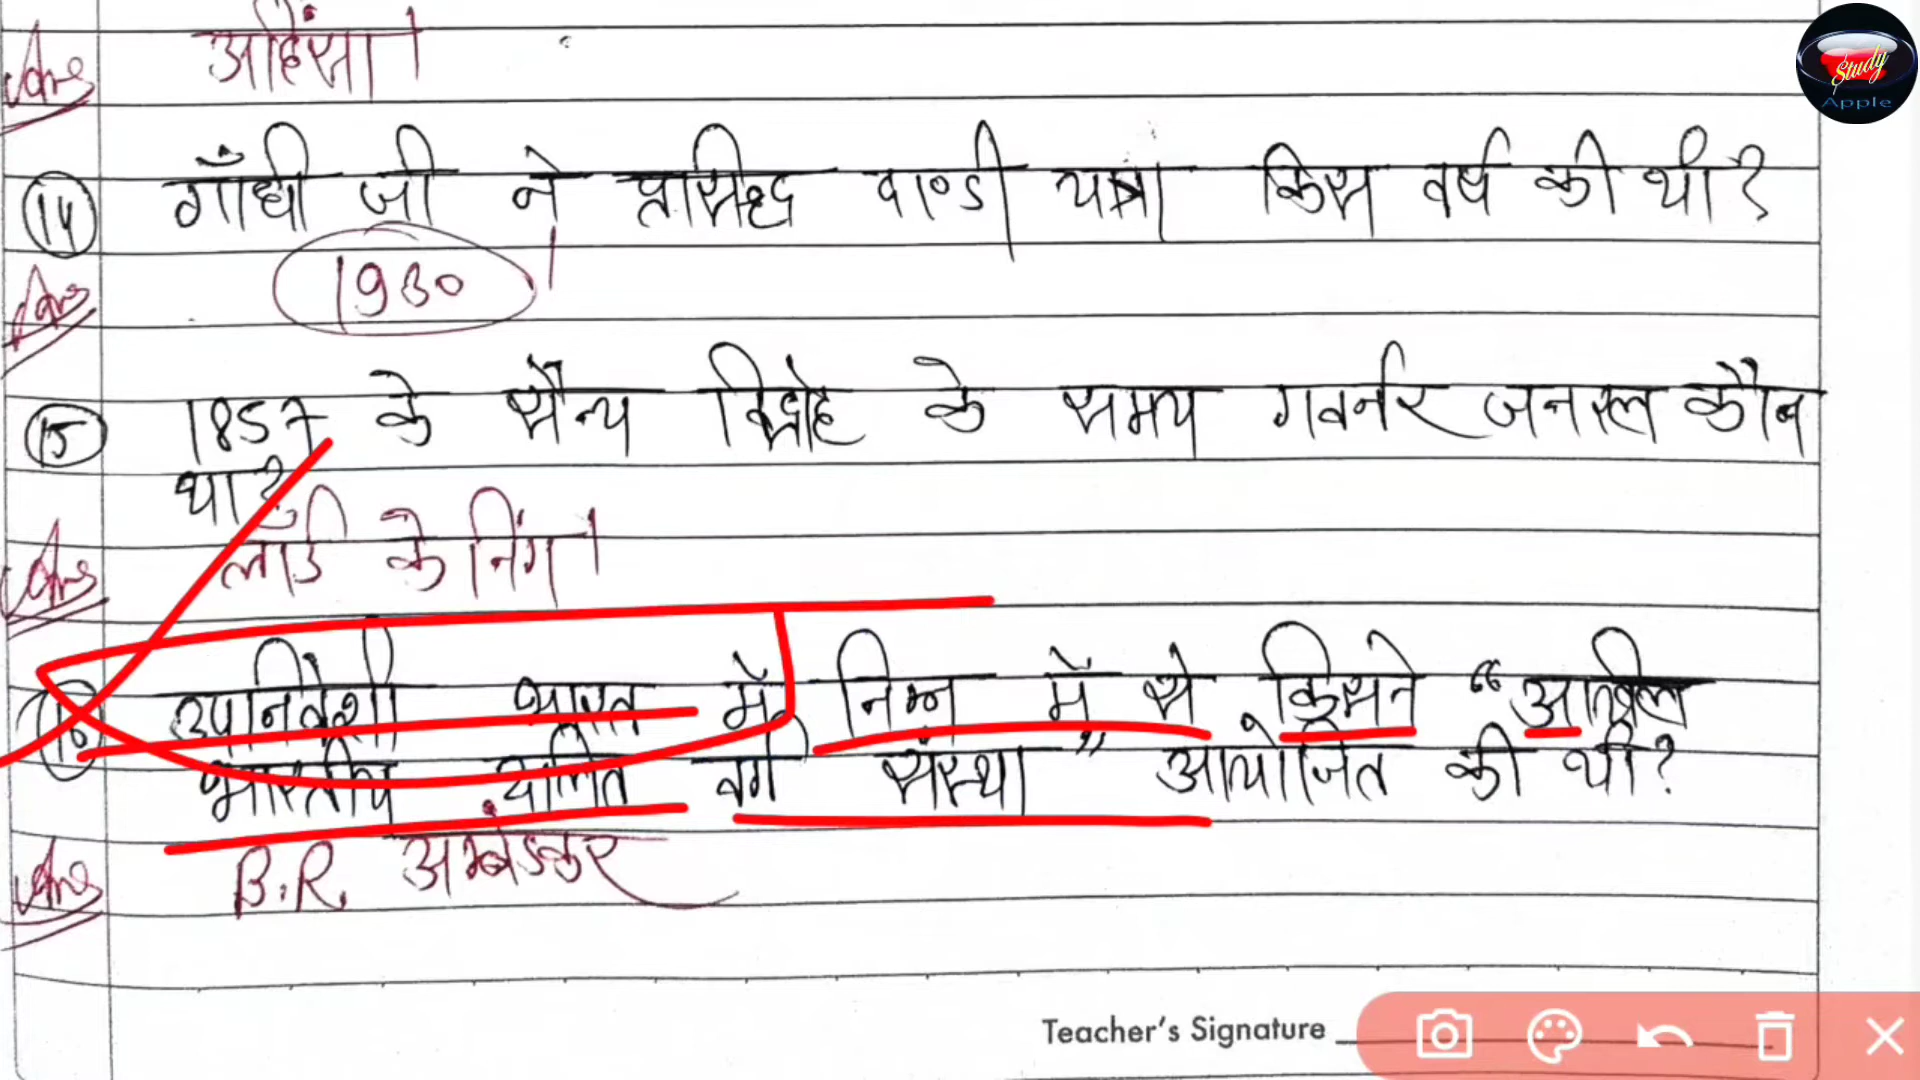 Ans अहिंसा।
Study
Apple
14 गाँधी जी ने प्रसिद्ध दाण्डी यात्रा किस वर्ष की थी?
Ans 1930।
15 1857 के सैन्य विद्रोह के समय गवर्नर जनरल कौन
था?
Ans लार्ड केनिंग।
16 उपनिवेशी भारत में निम्न में से किसने “अखिल
भारतीय दलित वर्ग संस्था” आयोजित की थी?
Ans B.R. अम्बेडकर
Teacher's Signature